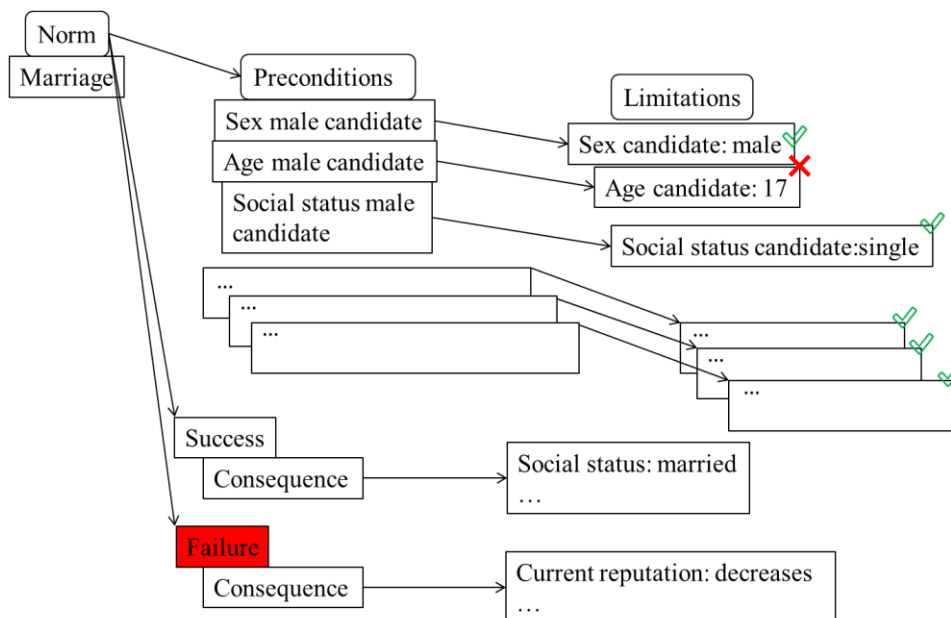 Norm
Marriage
Preconditions
Limitations
Sex male candidate
Sex candidate: male
Age male candidate
Age candidate: 17
Social status male
candidate
Social status candidate:single
...
...
...
...
...
...
Success
Consequence
Social status: married
…
Failure
Consequence
Current reputation: decreases
…